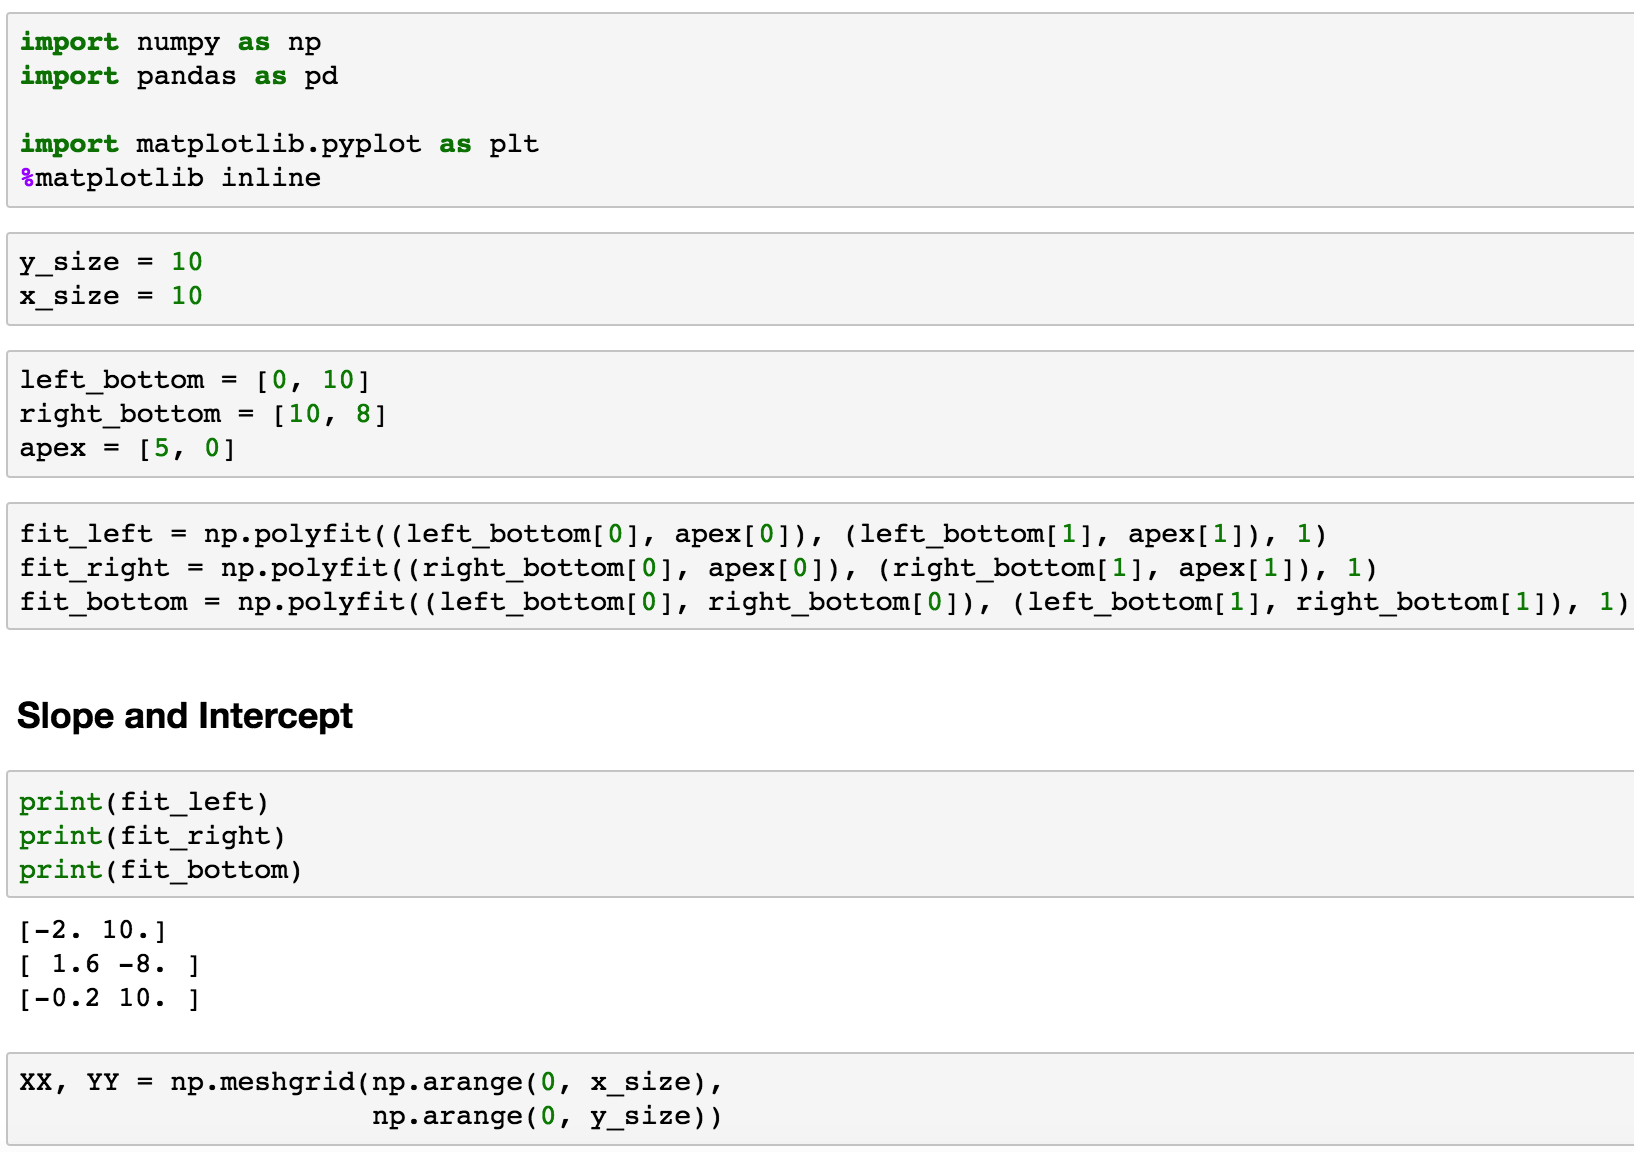 import numpy as np
import pandas as pd
import matplotlib.pyplot as plt
%matplotlib inline
y_size = 10
x_size = 10
left_bottom = [0, 10]
right_bottom = [10, 8]
apex = [5, 0]
fit_left = np.polyfit((left_bottom[0], apex[0]), (left_bottom[1], apex[1]), 1)
fit_right = np.polyfit((right_bottom[0], apex[0]), (right_bottom[1], apex[1]), 1)
fit_bottom = np.polyfit((left_bottom[0], right_bottom[0]), (left_bottom[1], right_bottom[1]), 1)
Slope and Intercept
print(fit_left)
print(fit_right)
print(fit_bottom)
[-2. 10.]
[ 1.6 -8. ]
[-0.2 10. ]
XX, YY = np.meshgrid(np.arange(0, x_size),
                     np.arange(0, y_size))